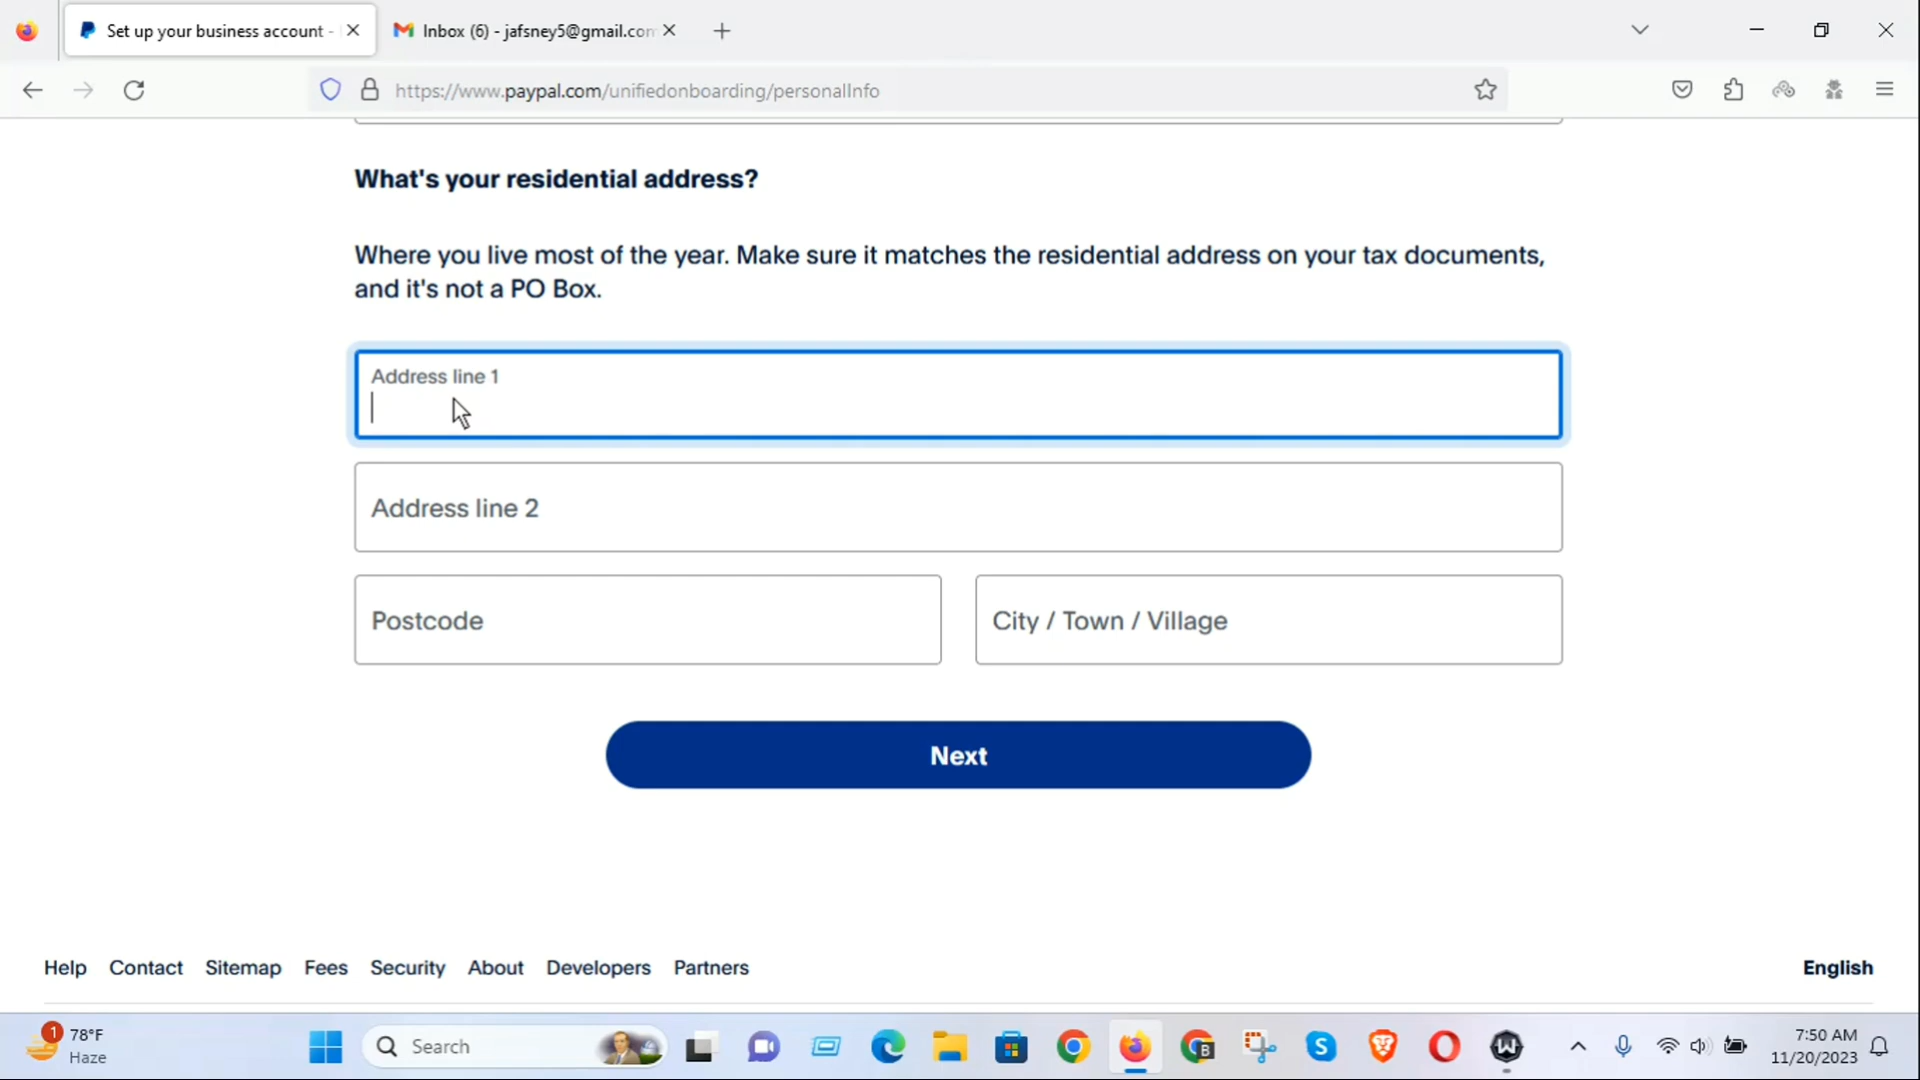 Set up your business account -
Inbox (6) - jafsney5@gmail.com
https://www.paypal.com/unifiedonboarding/personalInfo
What's your residential address?
Where you live most of the year. Make sure it matches the residential address on your tax documents,
and it's not a PO Box.
Address line 1
Address line 2
Postcode
City / Town / Village
Next
Help Contact Sitemap Fees Security About Developers Partners
English
1
78°F
Haze
Search
B
7:50 AM
11/20/2023